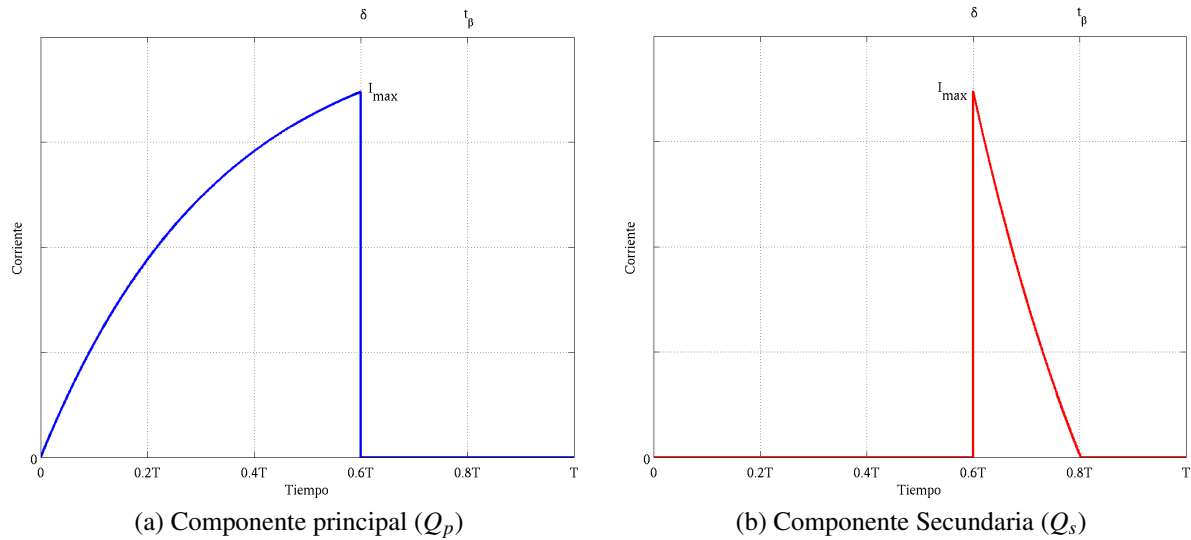 δ
t_β
I_max
Corriente
0
0
0.2T
0.4T
0.6T
0.8T
T
Tiempo
(a) Componente principal (Q_p)
δ
t_β
I_max
Corriente
0
0.2T
0.4T
0.6T
0.8T
T
Tiempo
(b) Componente Secundaria (Q_s)